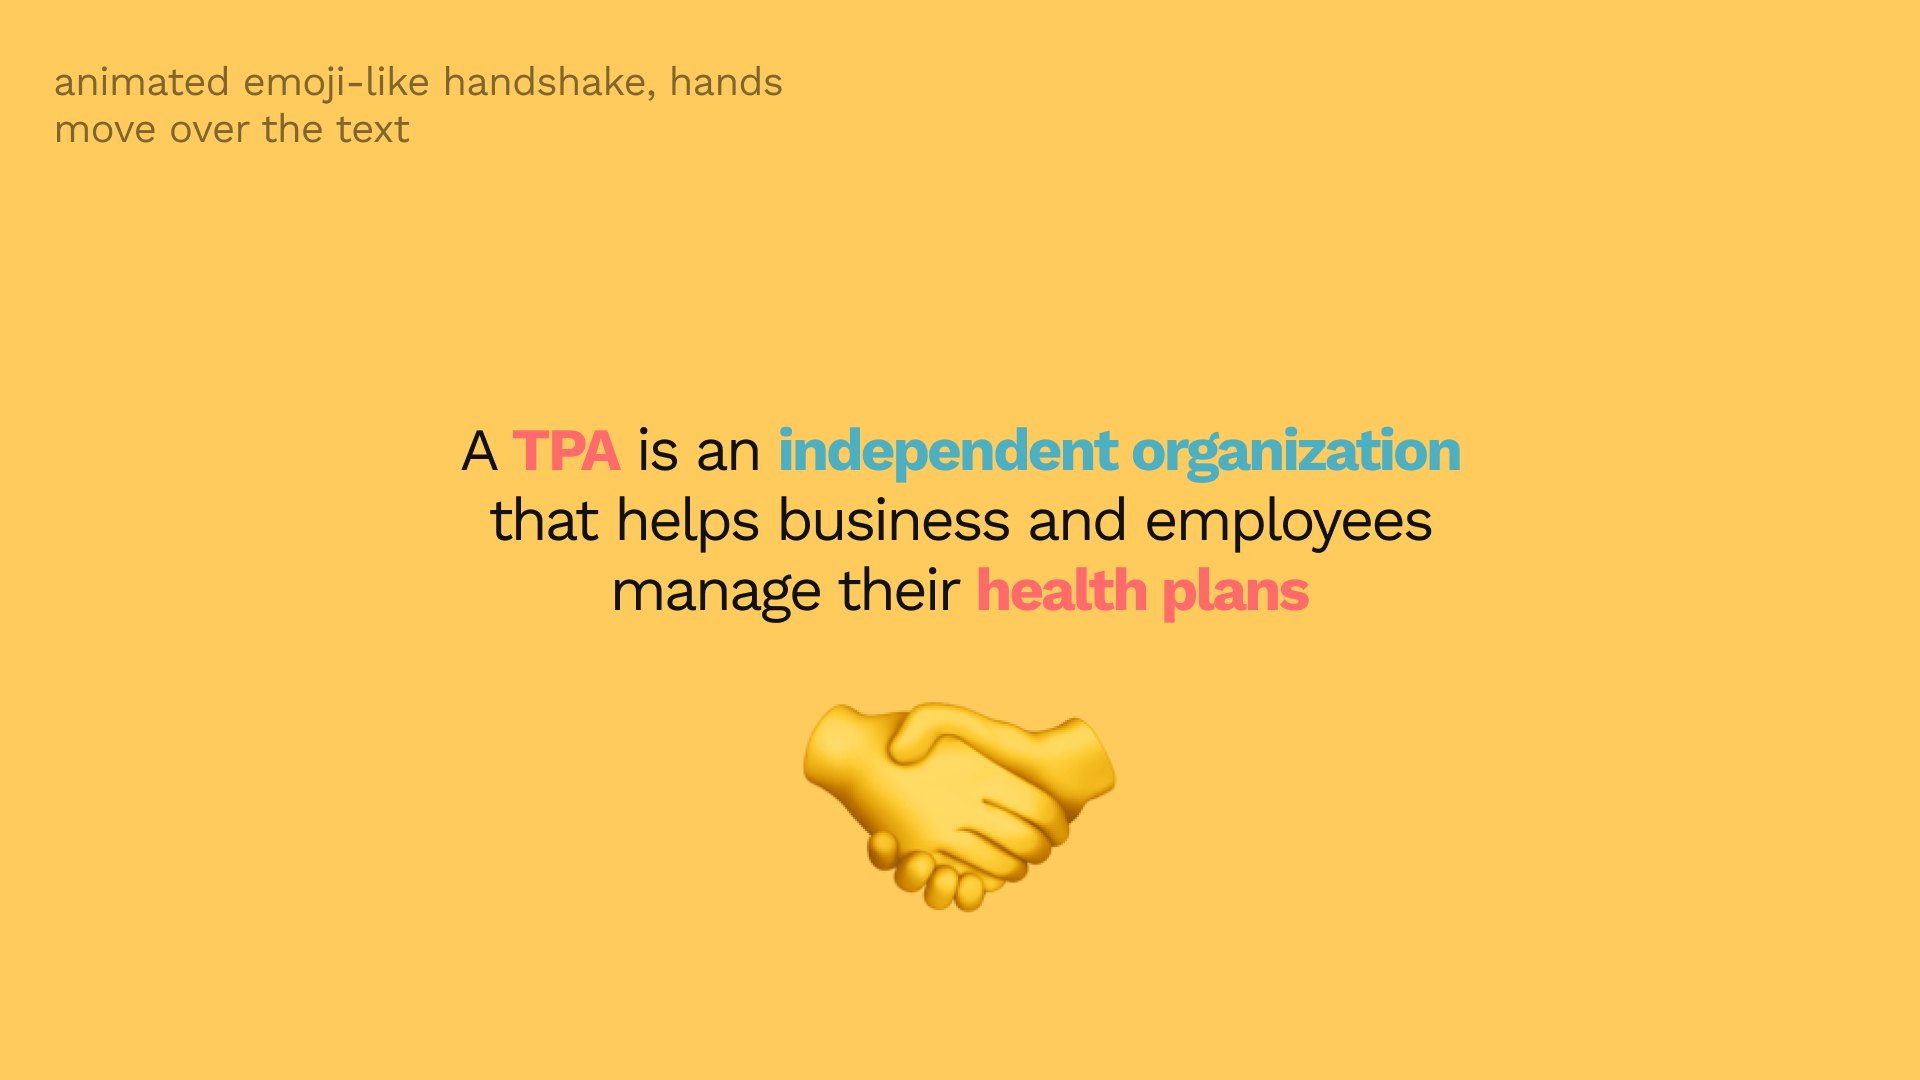 animated emoji-like handshake, hands
move over the text
A TPA is an independent organization
that helps business and employees
manage their health plans